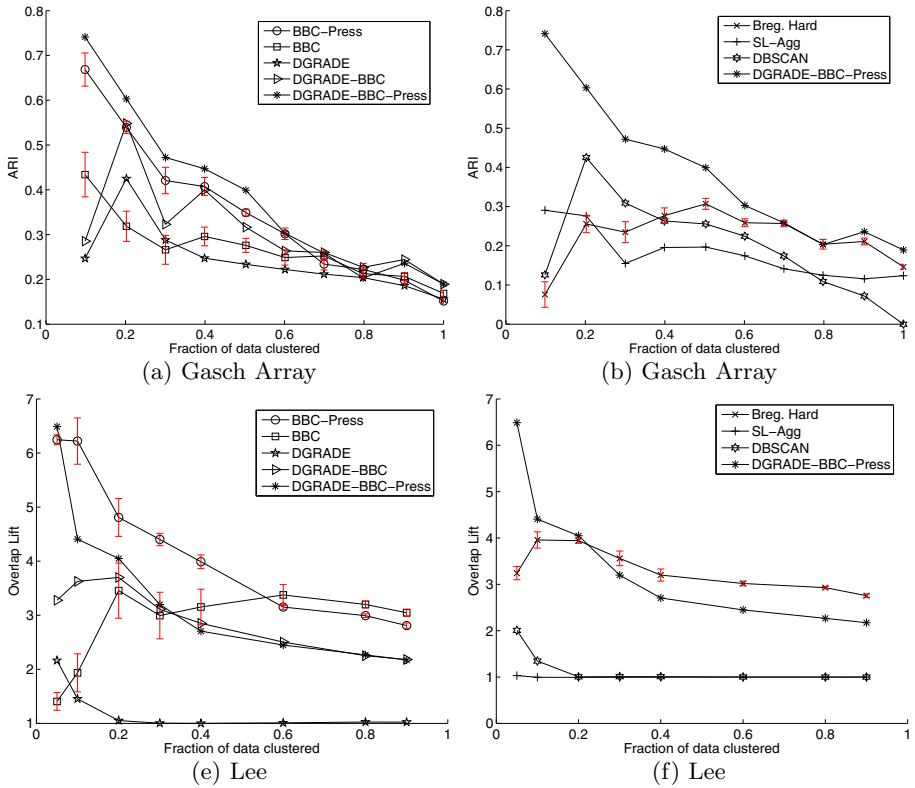 0.8
0.7
0.6
0.5
0.4
0.3
0.2
0.1
ARI
0 0.2 0.4 0.6 0.8 1
Fraction of data clustered
BBC-Press
BBC
DGRADE
DGRADE-BBC
DGRADE-BBC-Press
(a) Gasch Array
0.8
0.7
0.6
0.5
0.4
0.3
0.2
0.1
0
ARI
0 0.2 0.4 0.6 0.8 1
Fraction of data clustered
Breg. Hard
SL-Agg
DBSCAN
DGRADE-BBC-Press
(b) Gasch Array
7
6
5
4
3
2
1
Overlap Lift
0 0.2 0.4 0.6 0.8 1
Fraction of data clustered
BBC-Press
BBC
DGRADE
DGRADE-BBC
DGRADE-BBC-Press
(e) Lee
7
6
5
4
3
2
1
0
Overlap Lift
0 0.2 0.4 0.6 0.8 1
Fraction of data clustered
Breg. Hard
SL-Agg
DBSCAN
DGRADE-BBC-Press
(f) Lee